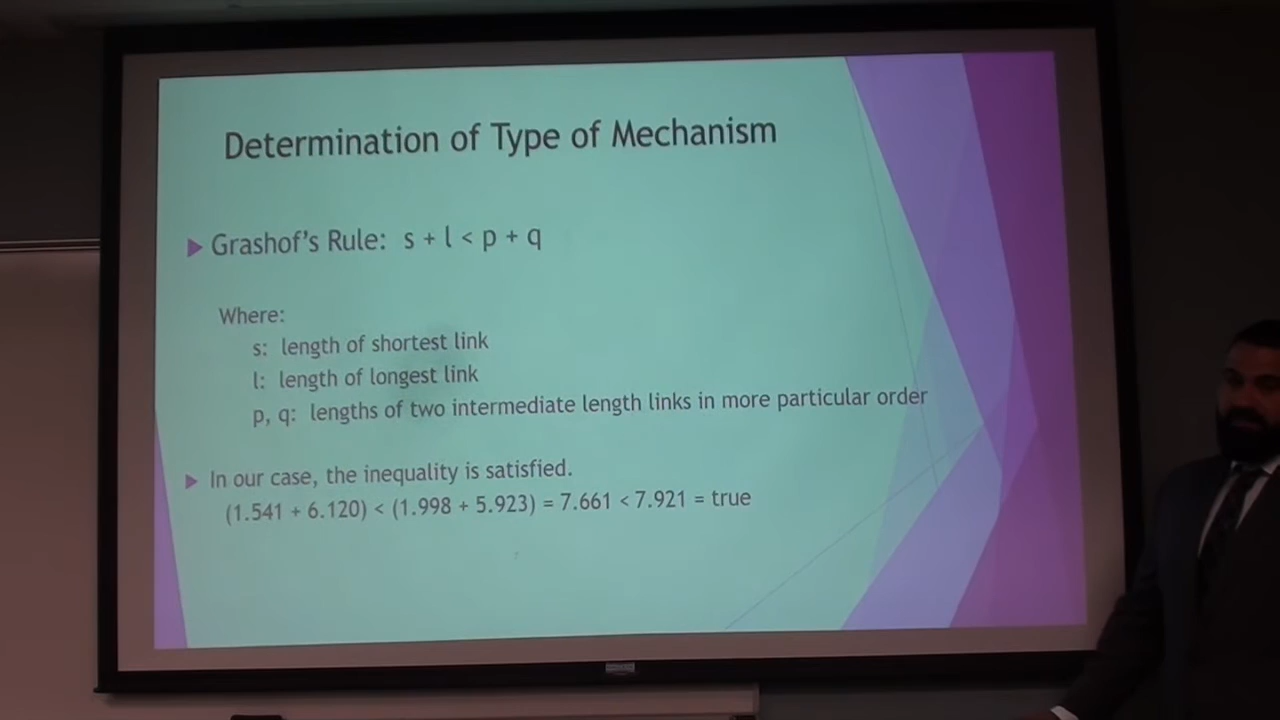 Determination of Type of Mechanism
Grashof's Rule: s + l < p + q
Where:
s: length of shortest link
l: length of longest link
p, q: lengths of two intermediate length links in more particular order
In our case, the inequality is satisfied.
(1.541 + 6.120) < (1.998 + 5.923) = 7.661 < 7.921 = true